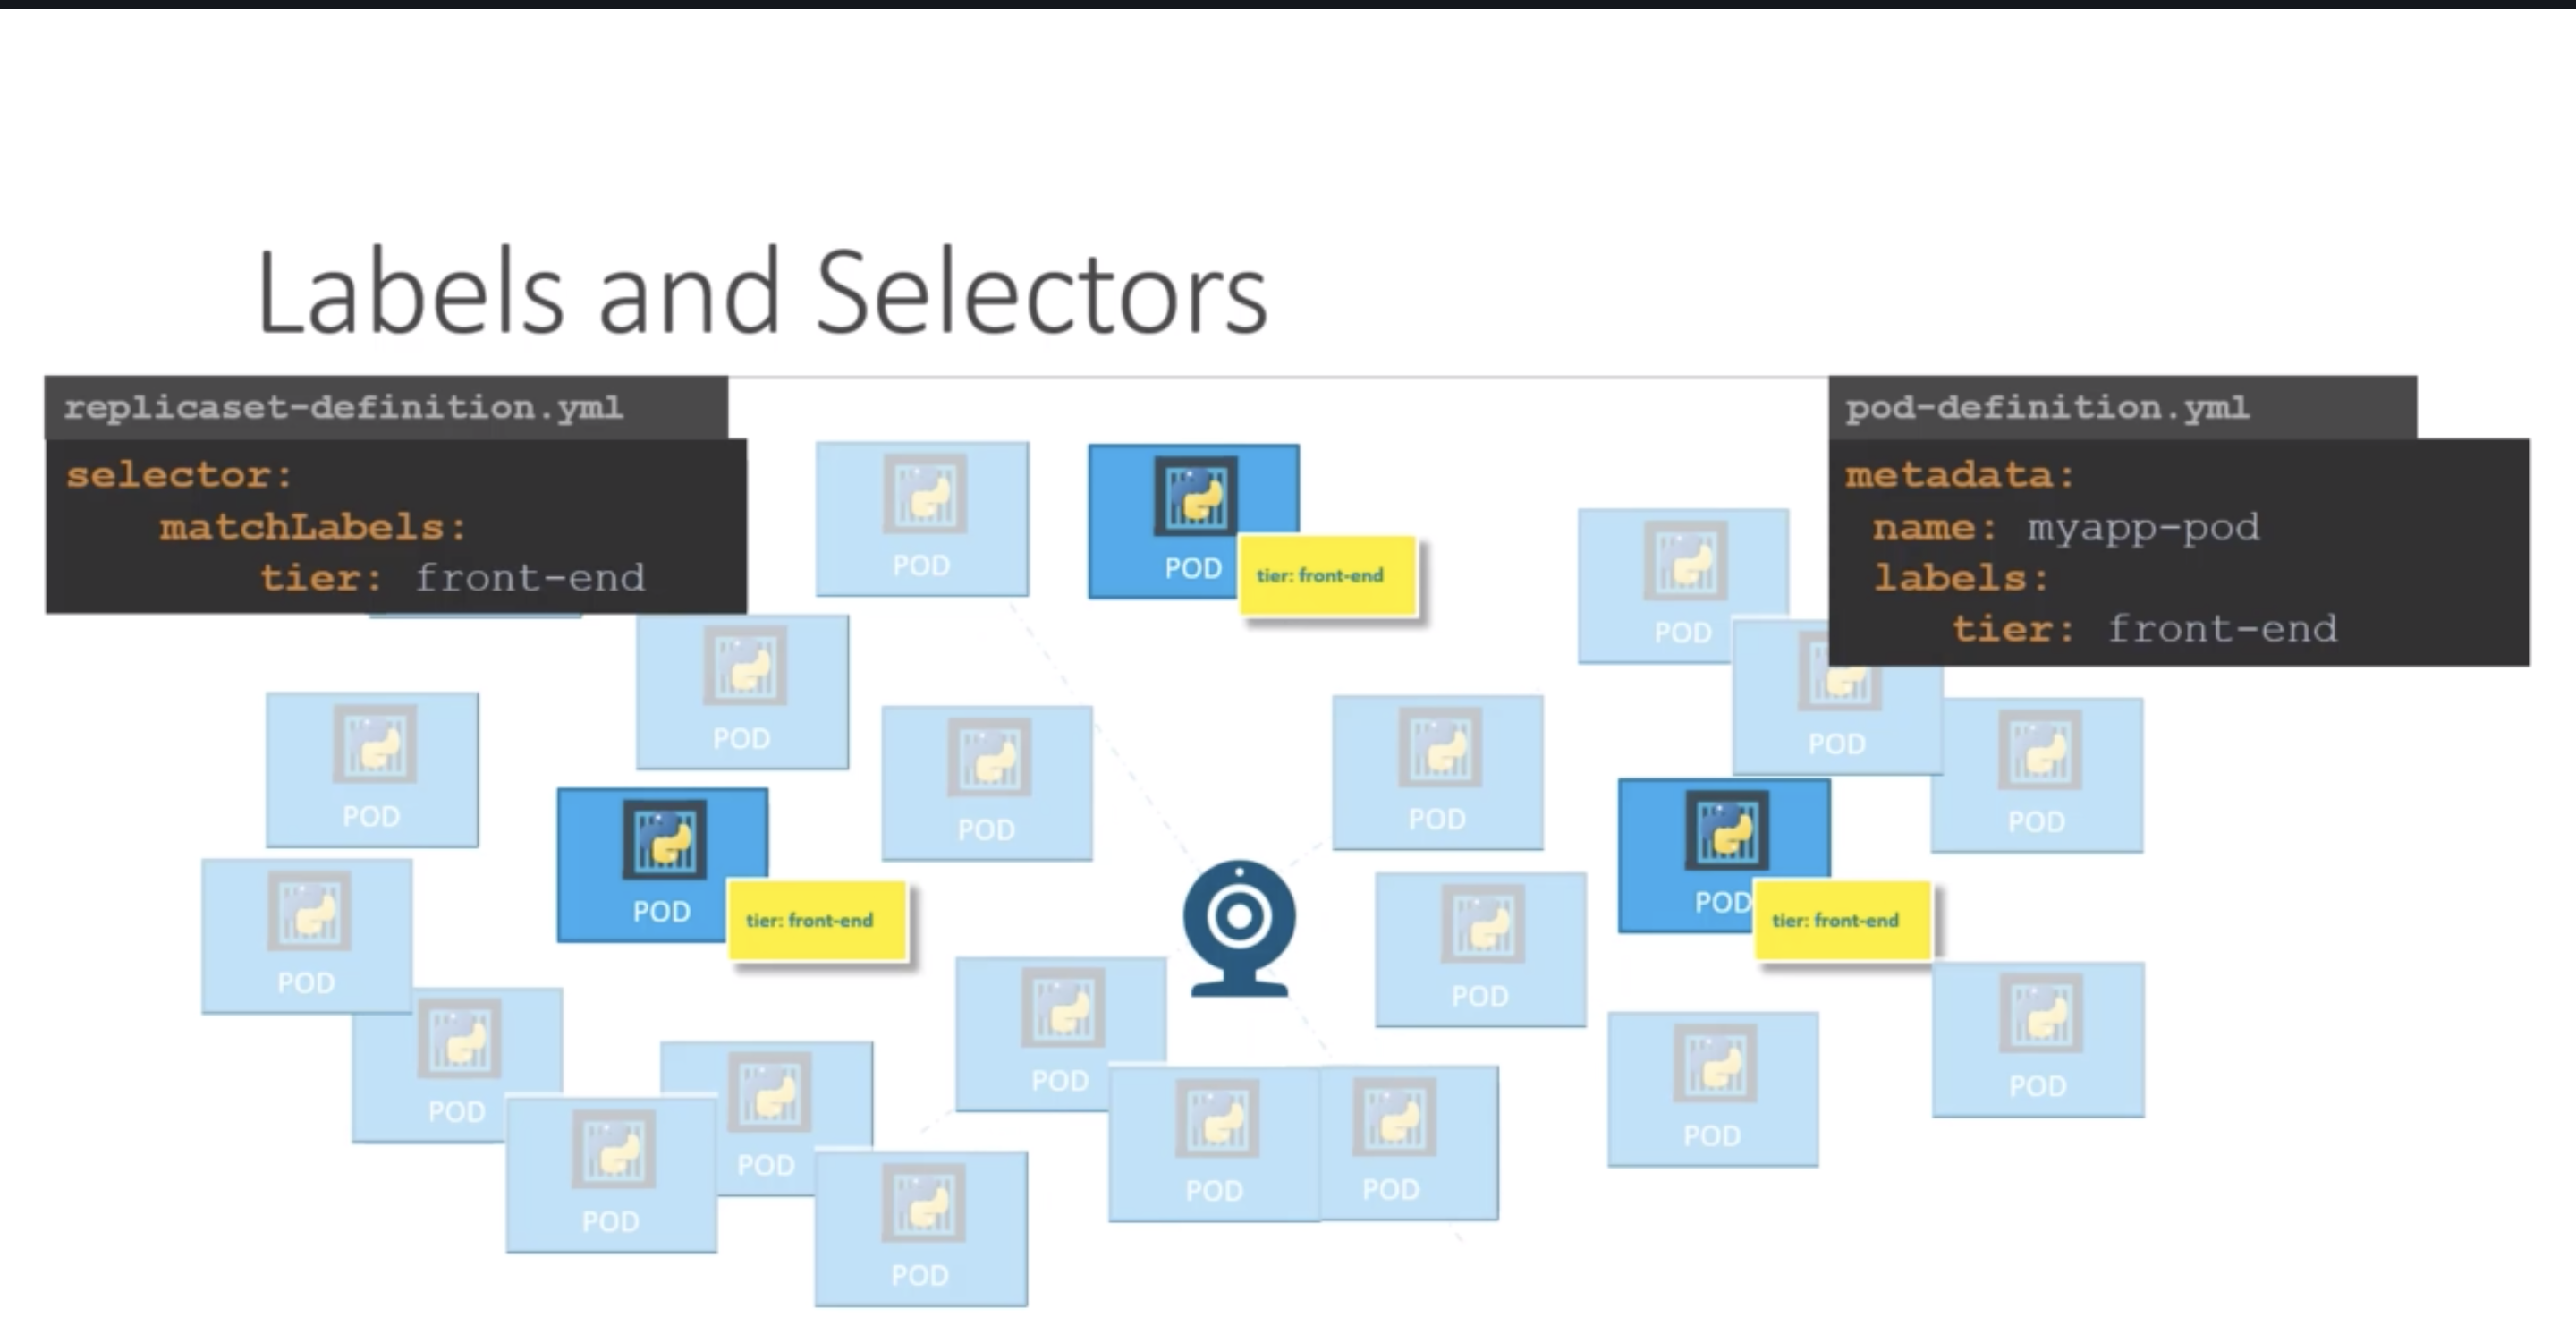 Labels and Selectors
replicaset-definition.yml
selector:
matchLabels:
tier: front-end
pod-definition.yml
metadata:
name: myapp-pod
labels:
tier: front-end
POD
POD
tier: front-end
POD
POD
POD
POD
POD
POD
POD
POD
tier: front-end
POD
tier: front-end
POD
POD
POD
POD
POD
POD
POD
POD
POD
POD
POD